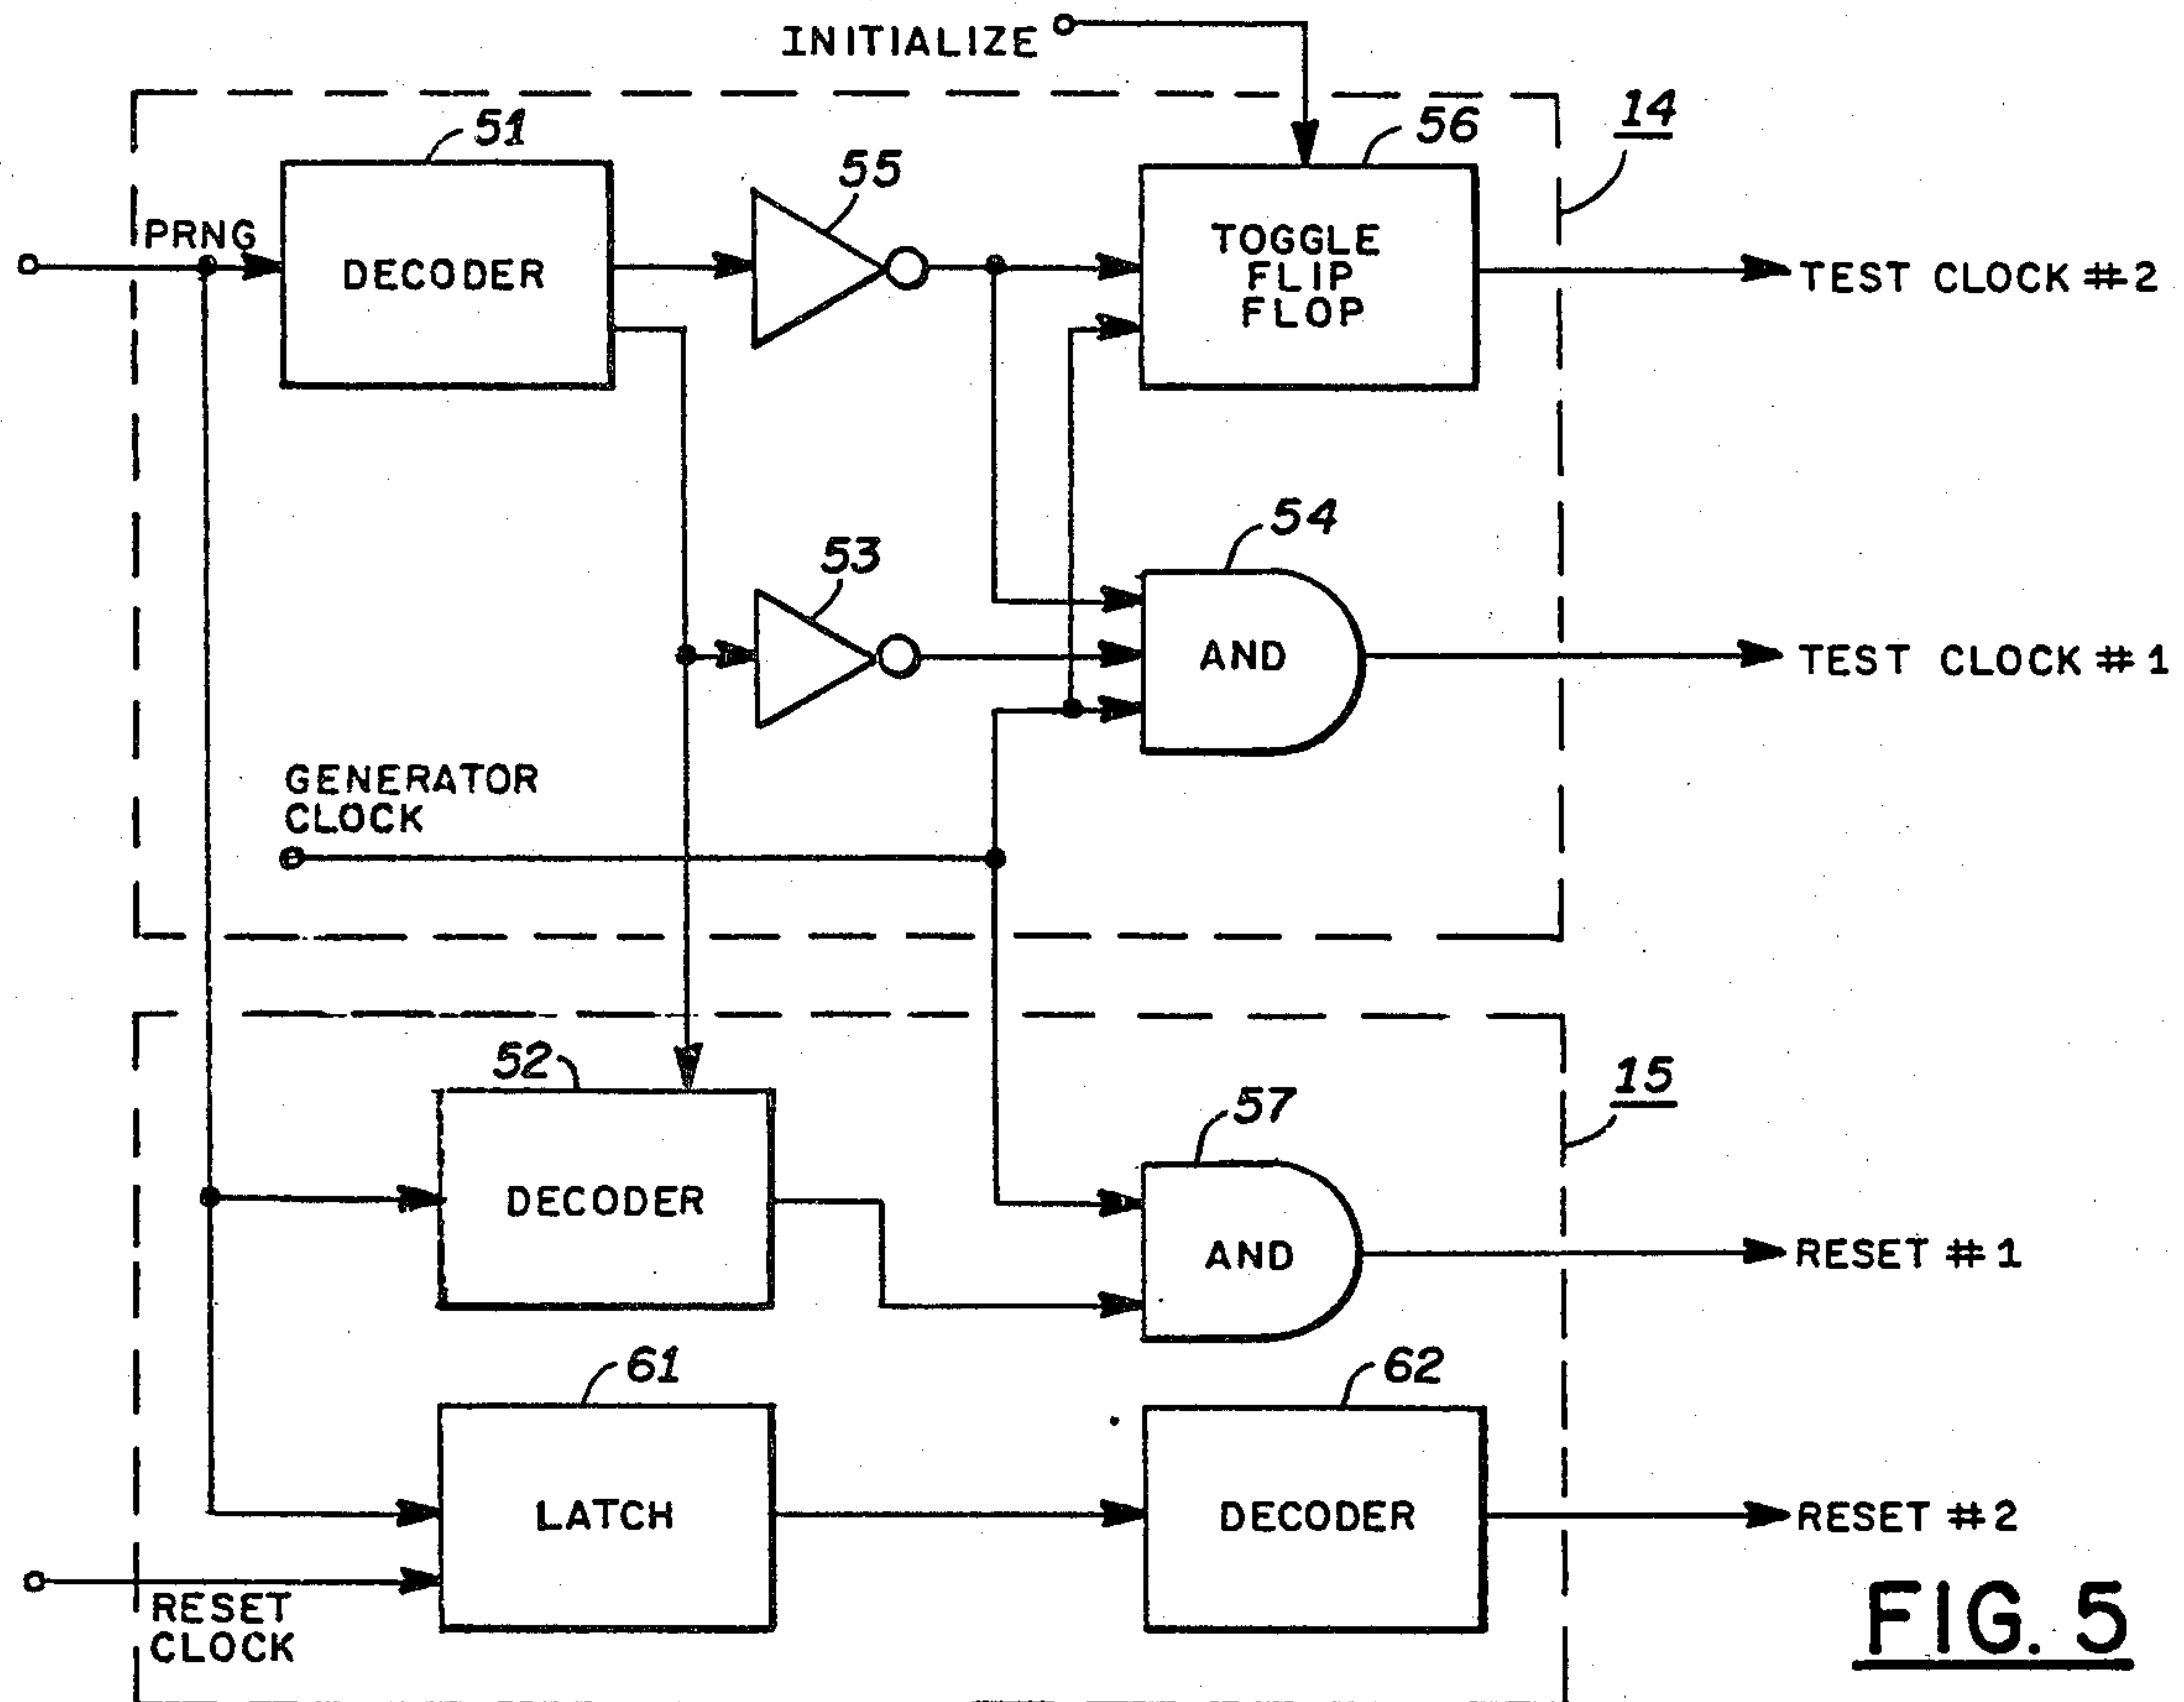 INITIALIZE
14
51
56
55
PRNG
DECODER
TOGGLE
FLIP
FLOP
TEST CLOCK #2
54
53
AND
TEST CLOCK #1
GENERATOR
CLOCK
52
15
57
DECODER
AND
RESET #1
61
62
LATCH
DECODER
RESET #2
RESET
CLOCK
FIG. 5